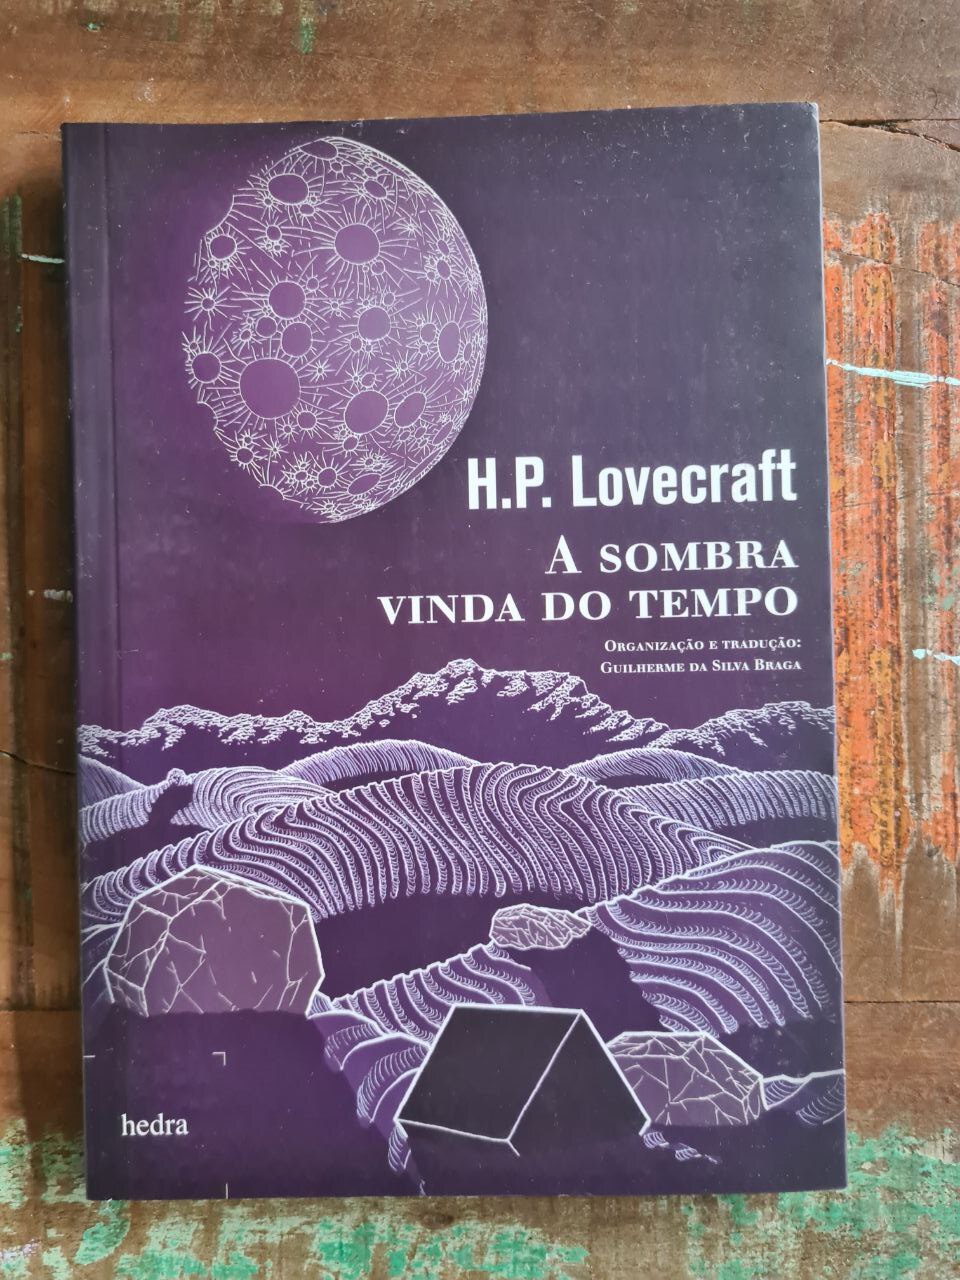 H.P. Lovecraft
A SOMBRA
VINDA DO TEMPO
ORGANIZAÇÃO E TRADUÇÃO:
GUILHERME DA SILVA BRAGA
hedra